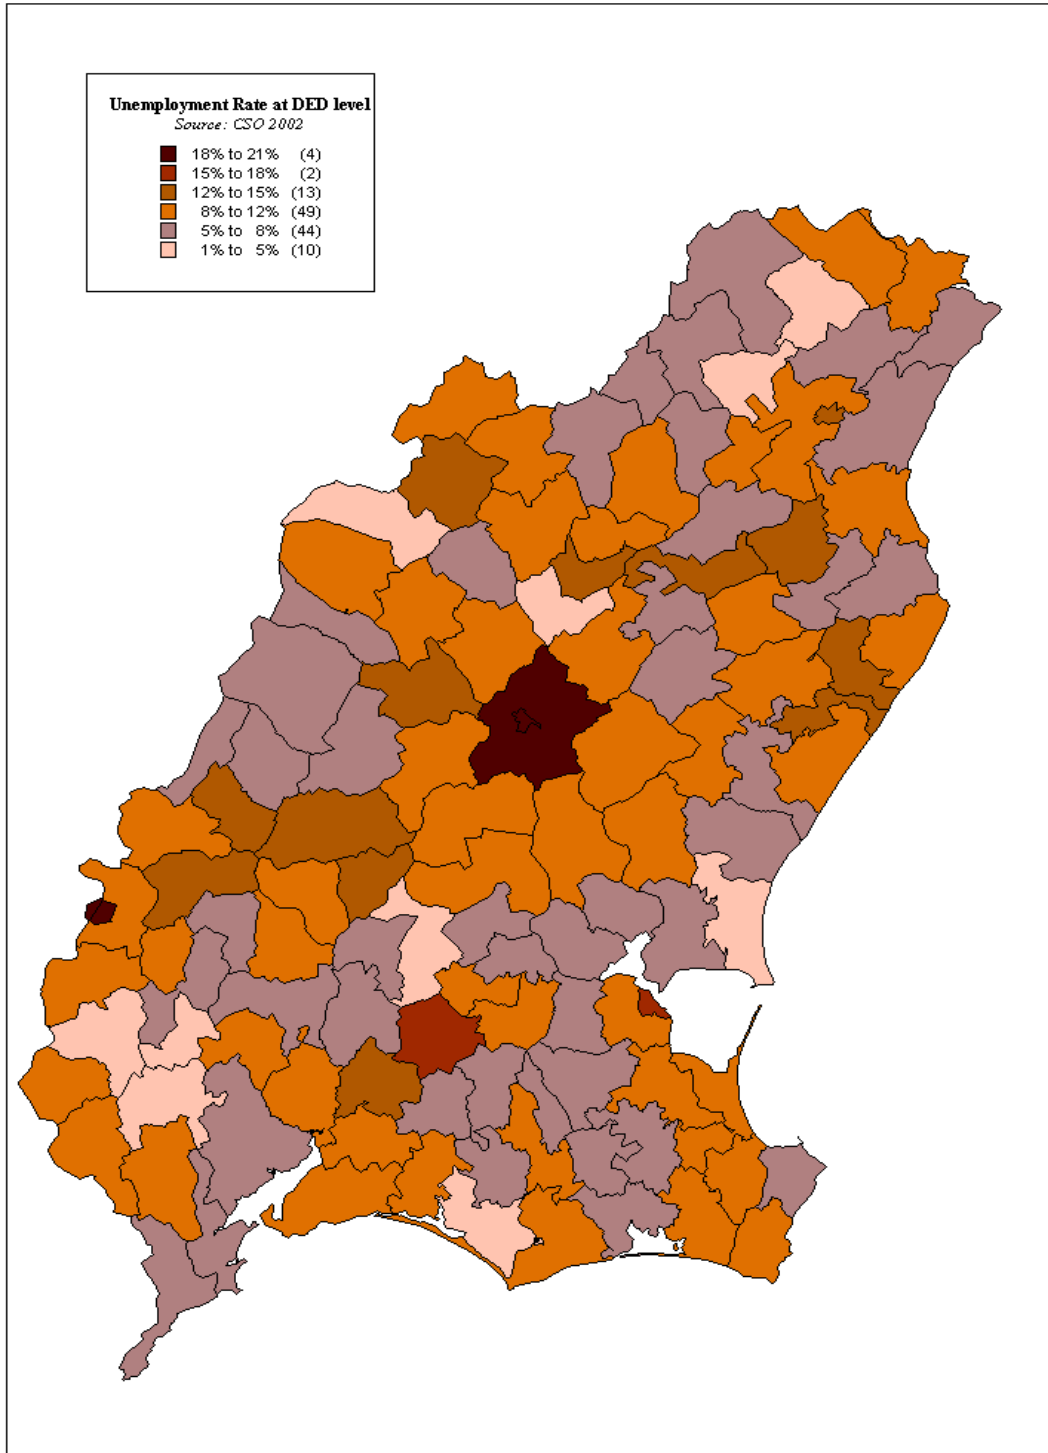 Unemployment Rate at DED level
Source: CSO 2002
18% to 21% (4)
15% to 18% (2)
12% to 15% (13)
8% to 12% (49)
5% to 8% (44)
1% to 5% (10)